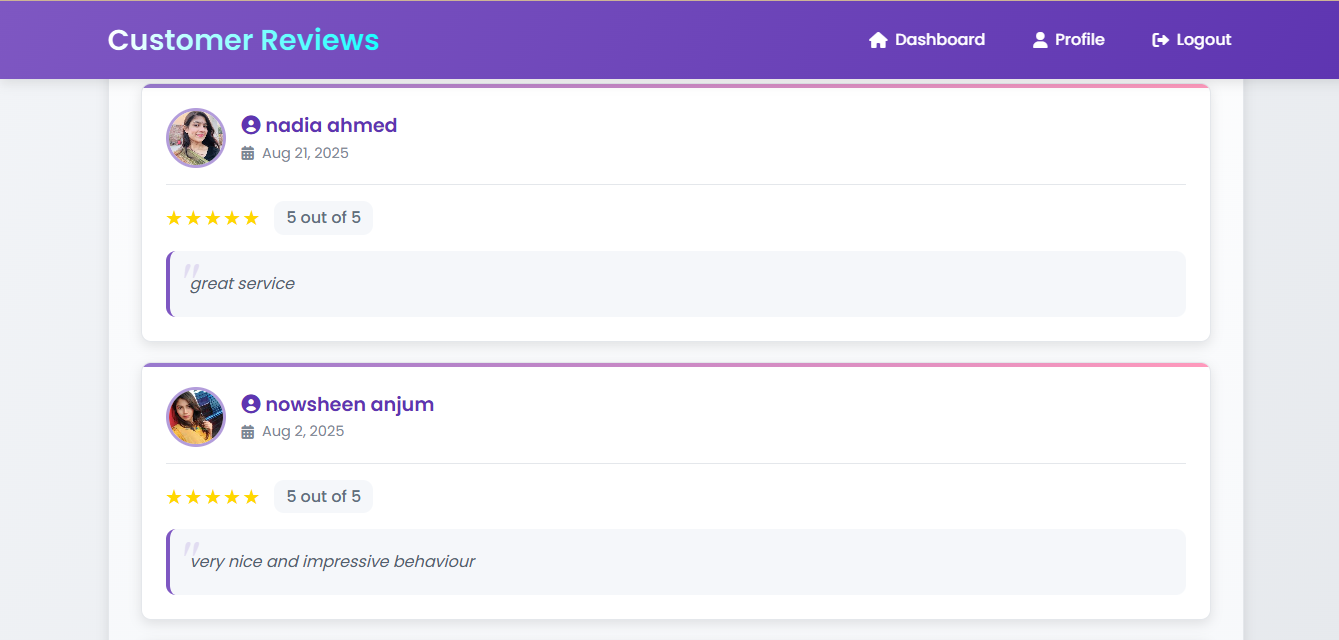 Customer Reviews
Dashboard
Profile
Logout
nadia ahmed
Aug 21, 2025
5 out of 5
"
great service
nowsheen anjum
Aug 2, 2025
5 out of 5
"
very nice and impressive behaviour